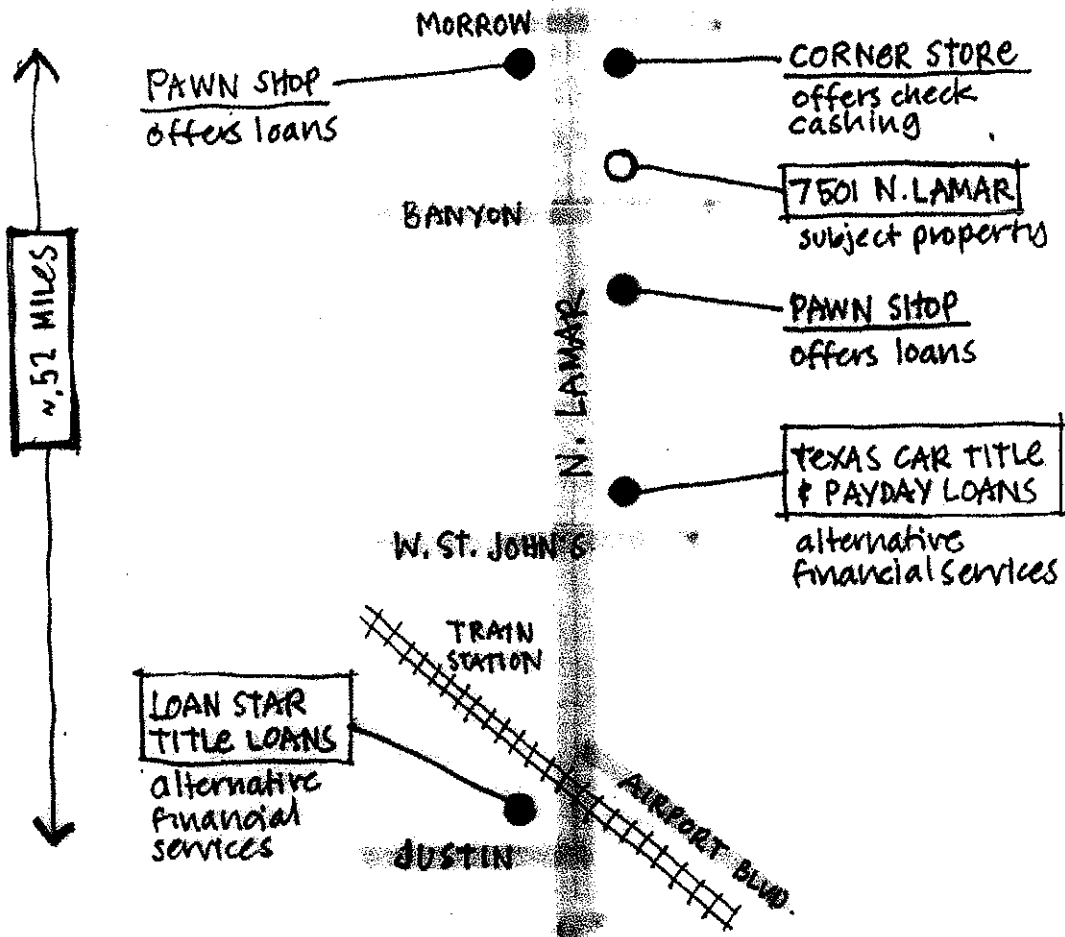 MORROW
PAWN SHOP
offers loans
CORNER STORE
offers check
cashing
7501 N. LAMAR
subject property
BANYON
~.52 MILES
N. LAMAR
PAWN SHOP
offers loans
TEXAS CAR TITLE
& PAYDAY LOANS
alternative
financial services
W. ST. JOHN'S
TRAIN
STATION
LOAN STAR
TITLE LOANS
alternative
financial
services
AIRPORT BLVD.
JUSTIN